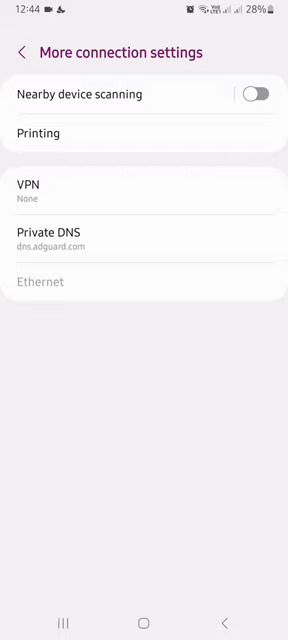 12:44
28%
More connection settings
Nearby device scanning
Printing
VPN
None
Private DNS
dns.adguard.com
Ethernet